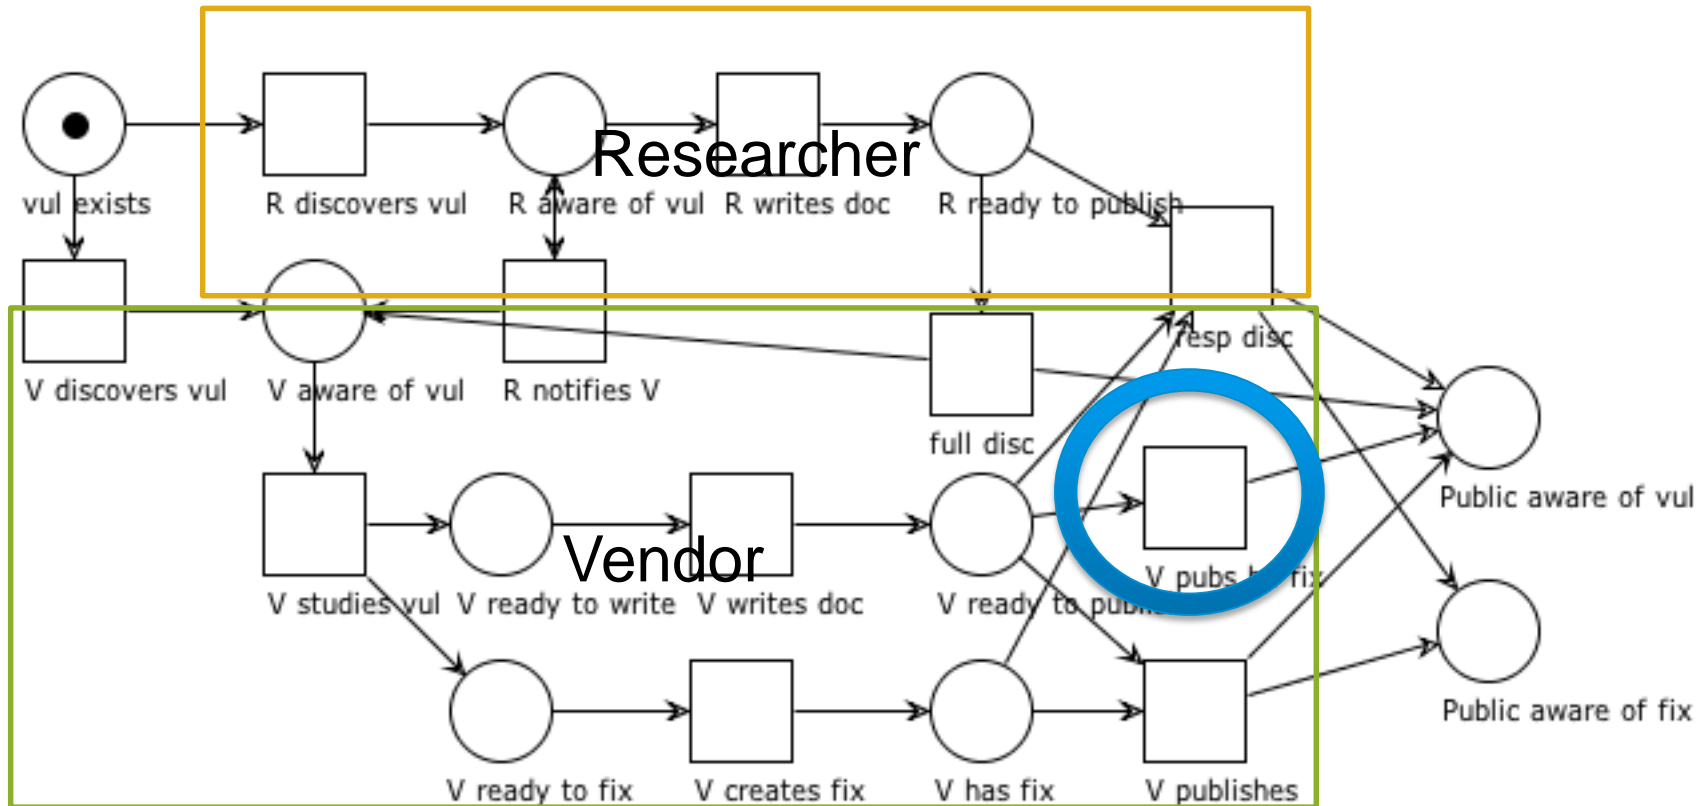 Researcher
vul exists
R discovers vul
R aware of vul
R writes doc
R ready to publish
resp disc
V discovers vul
V aware of vul
R notifies V
full disc
Public aware of vul
Vendor
V pubs fix
V studies vul
V ready to write
V writes doc
V ready to
Public aware of fix
V ready to fix
V creates fix
V has fix
V publishes